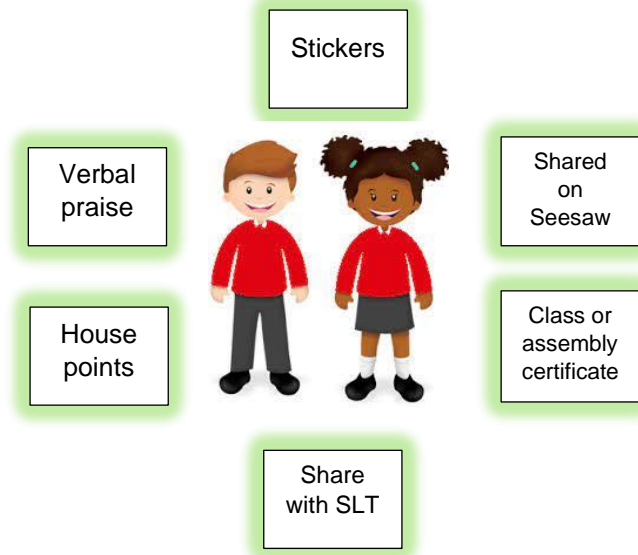 Stickers
Verbal
praise
Shared
on
Seesaw
House
points
Class or
assembly
certificate
Share
with SLT